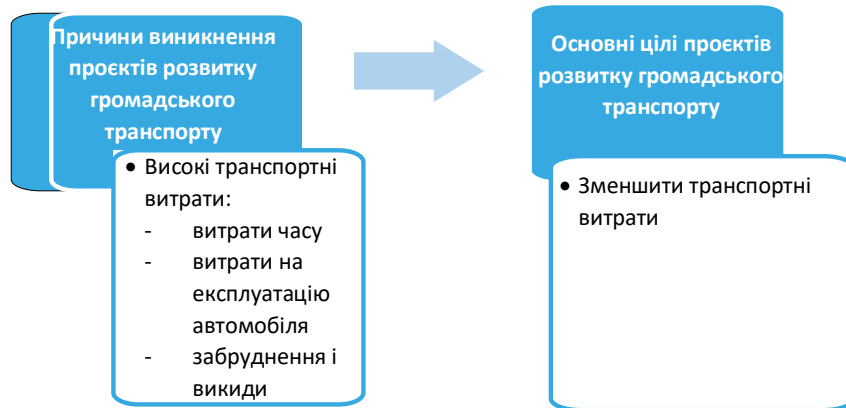 Причини виникнення
проєктів розвитку
громадського
транспорту
• Високі транспортні
витрати:
- витрати часу
- витрати на
експлуатацію
автомобіля
- забруднення і
викиди
Основні цілі проєктів
розвитку громадського
транспорту
• Зменшити транспортні
витрати